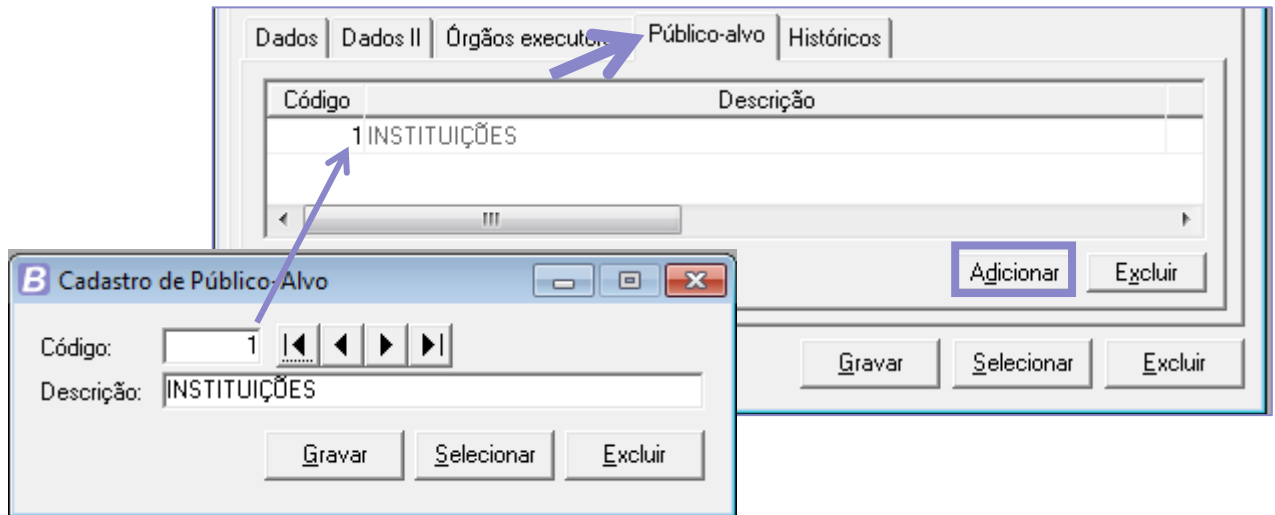 Dados Dados II Órgãos executor Público-alvo Históricos
Código Descrição
1 INSTITUIÇÕES
Adicionar Excluir
Gravar Selecionar Excluir
B Cadastro de Público-Alvo
Código: 1
Descrição: INSTITUIÇÕES
Gravar Selecionar Excluir